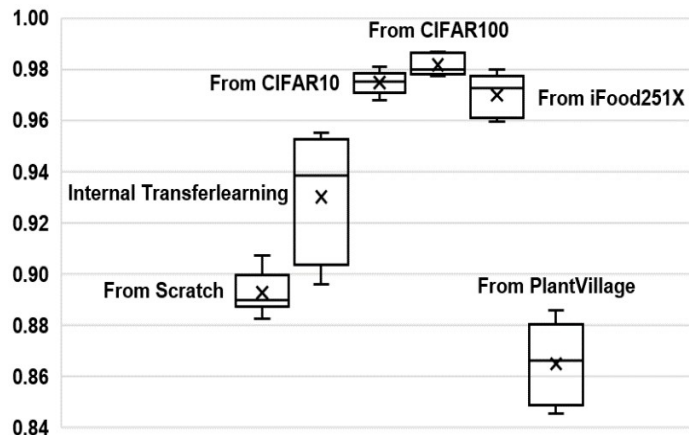 1.00
From CIFAR100
0.98
From CIFAR10
From iFood251X
0.96
0.94
Internal Transferlearning
0.92
0.90
From Scratch
From PlantVillage
0.88
0.86
0.84